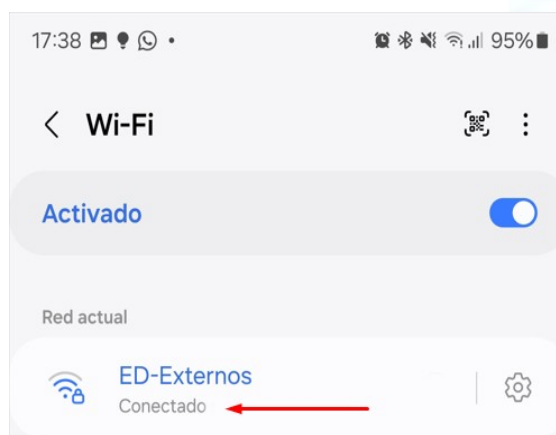 17:38 95%
Wi-Fi
Activado
Red actual
ED-Externos
Conectado